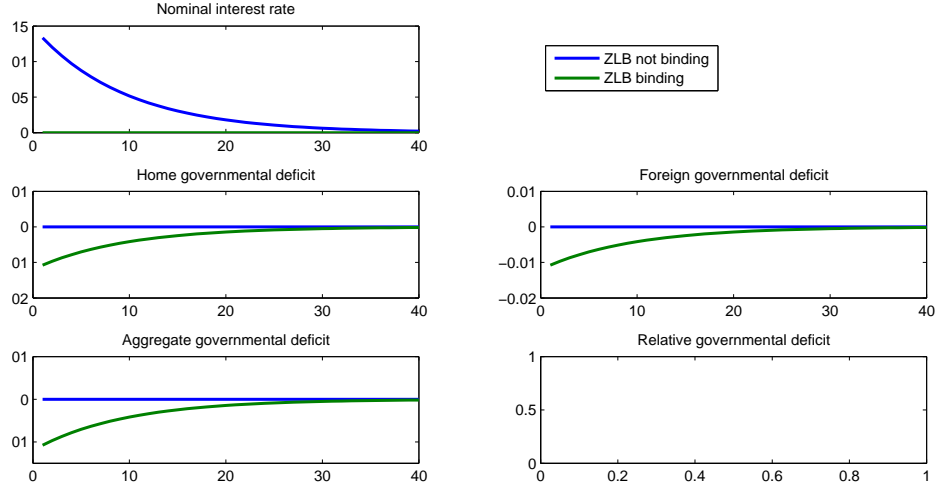 Nominal interest rate
15
01
05
0
0 10 20 30 40
ZLB not binding
ZLB binding
Home governmental deficit
01
0
01
02
0 10 20 30 40
Foreign governmental deficit
0.01
0
−0.01
−0.02
0 10 20 30 40
Aggregate governmental deficit
01
0
01
0 10 20 30 40
Relative governmental deficit
1
0.5
0
0 0.2 0.4 0.6 0.8 1